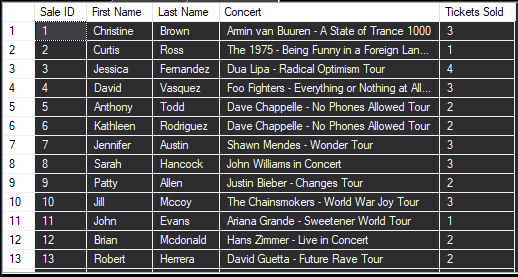 Sale ID First Name Last Name Concert Tickets Sold
1 1 Christine Brown Armin van Buuren - A State of Trance 1000 3
2 2 Curtis Ross The 1975 - Being Funny in a Foreign Lan... 1
3 3 Jessica Fernandez Dua Lipa - Radical Optimism Tour 4
4 4 David Vasquez Foo Fighters - Everything or Nothing at All... 3
5 5 Anthony Todd Dave Chappelle - No Phones Allowed Tour 2
6 6 Kathleen Rodriguez Dave Chappelle - No Phones Allowed Tour 2
7 7 Jennifer Austin Shawn Mendes - Wonder Tour 3
8 8 Sarah Hancock John Williams in Concert 3
9 9 Patty Allen Justin Bieber - Changes Tour 2
10 10 Jill Mccoy The Chainsmokers - World War Joy Tour 3
11 11 John Evans Ariana Grande - Sweetener World Tour 1
12 12 Brian Mcdonald Hans Zimmer - Live in Concert 2
13 13 Robert Herrera David Guetta - Future Rave Tour 2